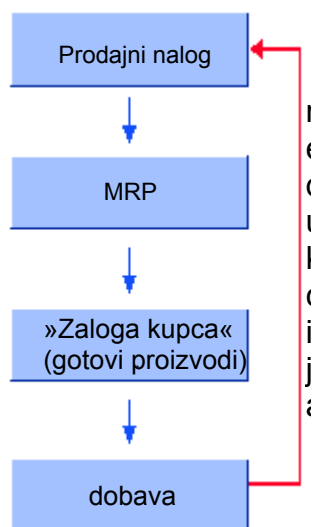 Prodajni nalog
MRP
»Zaloga kupca«
(gotovi proizvodi)
dobava